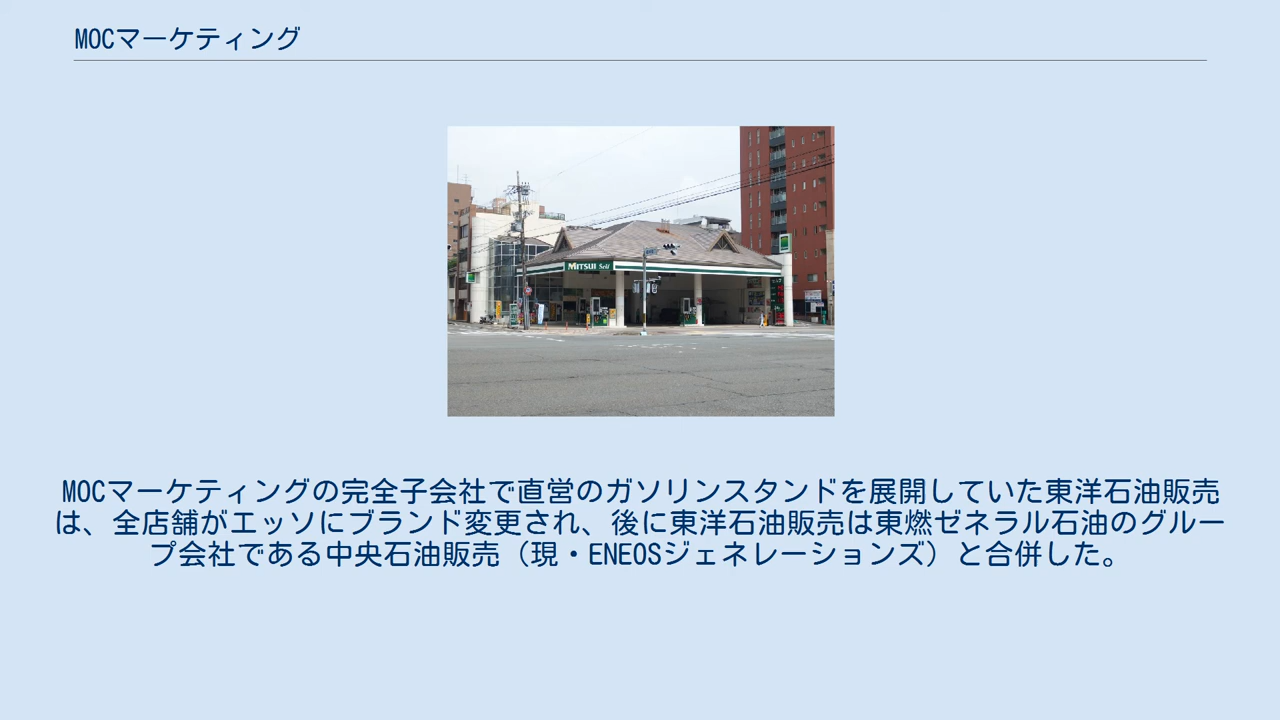 MOCマーケティング
MITSUI Self
MOCマーケティングの完全子会社で直営のガソリンスタンドを展開していた東洋石油販売
は、全店舗がエッソにブランド変更され、後に東洋石油販売は東燃ゼネラル石油のグルー
プ会社である中央石油販売（現・ENEOSジェネレーションズ）と合併した。